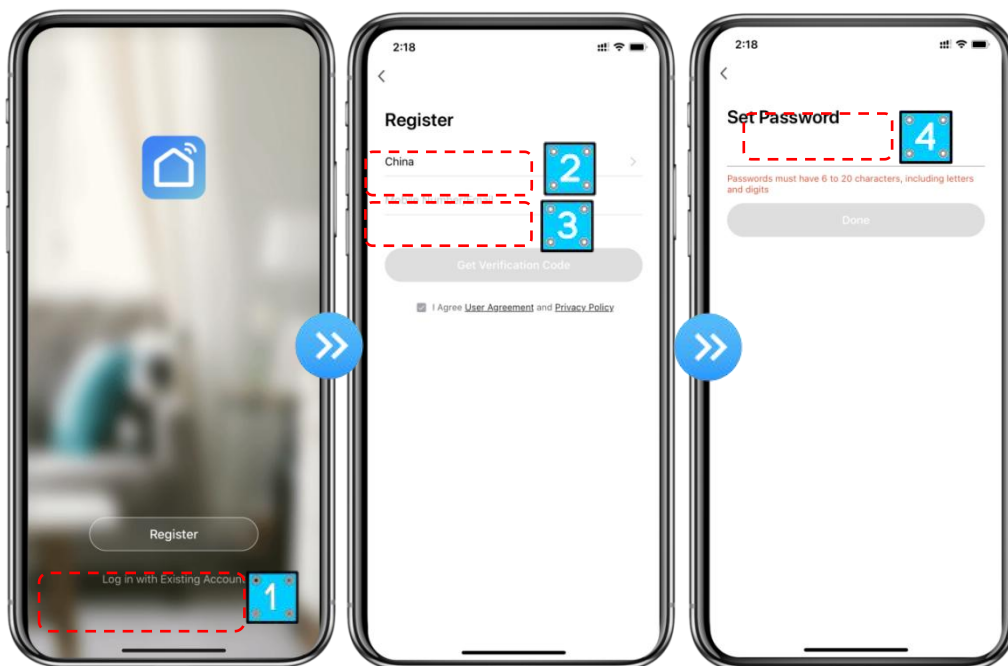 Register
Log in with Existing Account
1
2:18
Register
China
2
3
Get Verification Code
I Agree User Agreement and Privacy Policy
2:18
Set Password
4
Passwords must have 6 to 20 characters, including letters
and digits
Done